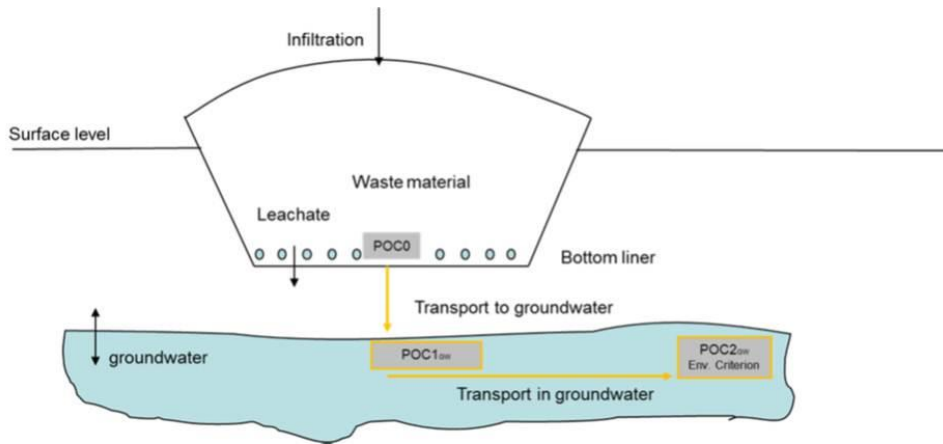 Infiltration
Surface level
Waste material
Leachate
POC0
Bottom liner
Transport to groundwater
groundwater
POC1GW
POC2GW
Env. Criterion
Transport in groundwater